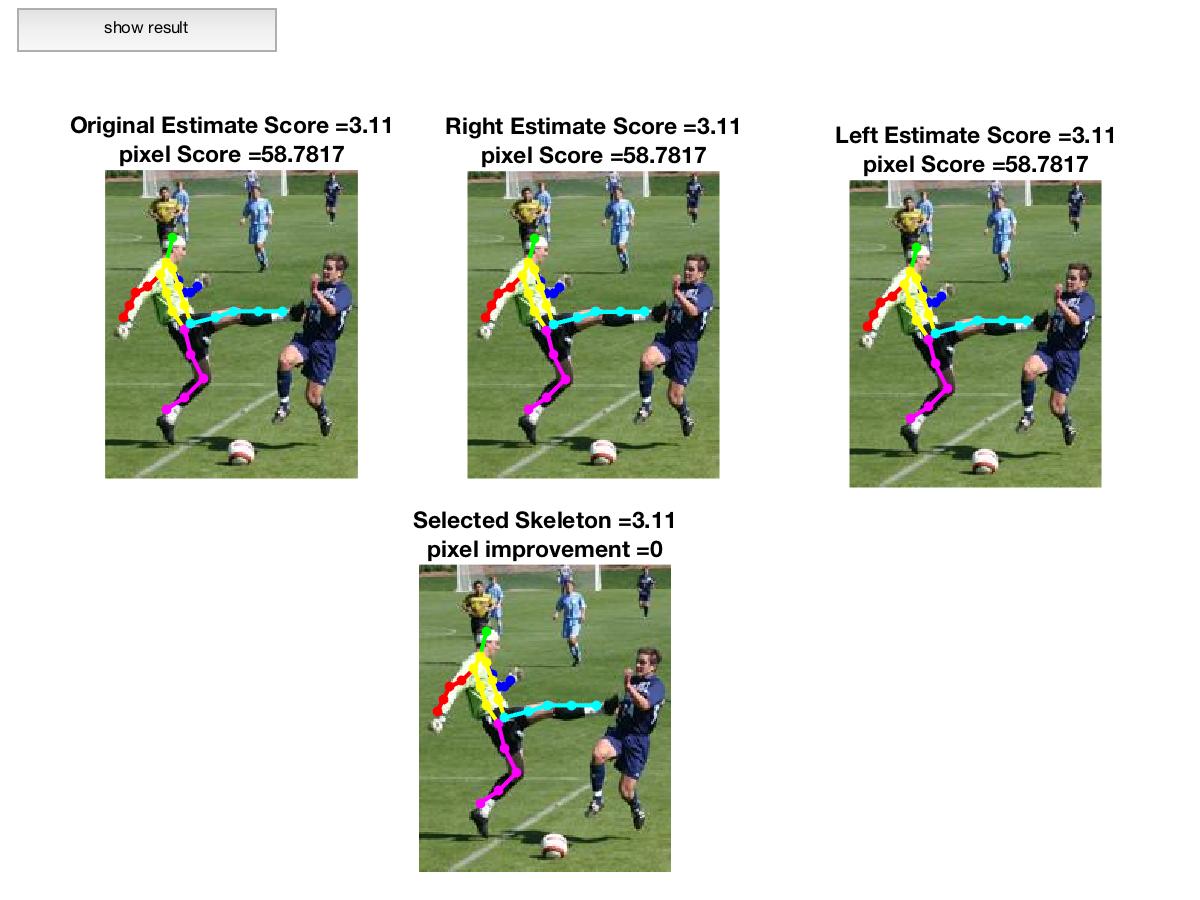 show result
Original Estimate Score =3.11
pixel Score =58.7817
Right Estimate Score =3.11
pixel Score =58.7817
Left Estimate Score =3.11
pixel Score =58.7817
Selected Skeleton =3.11
pixel improvement =0